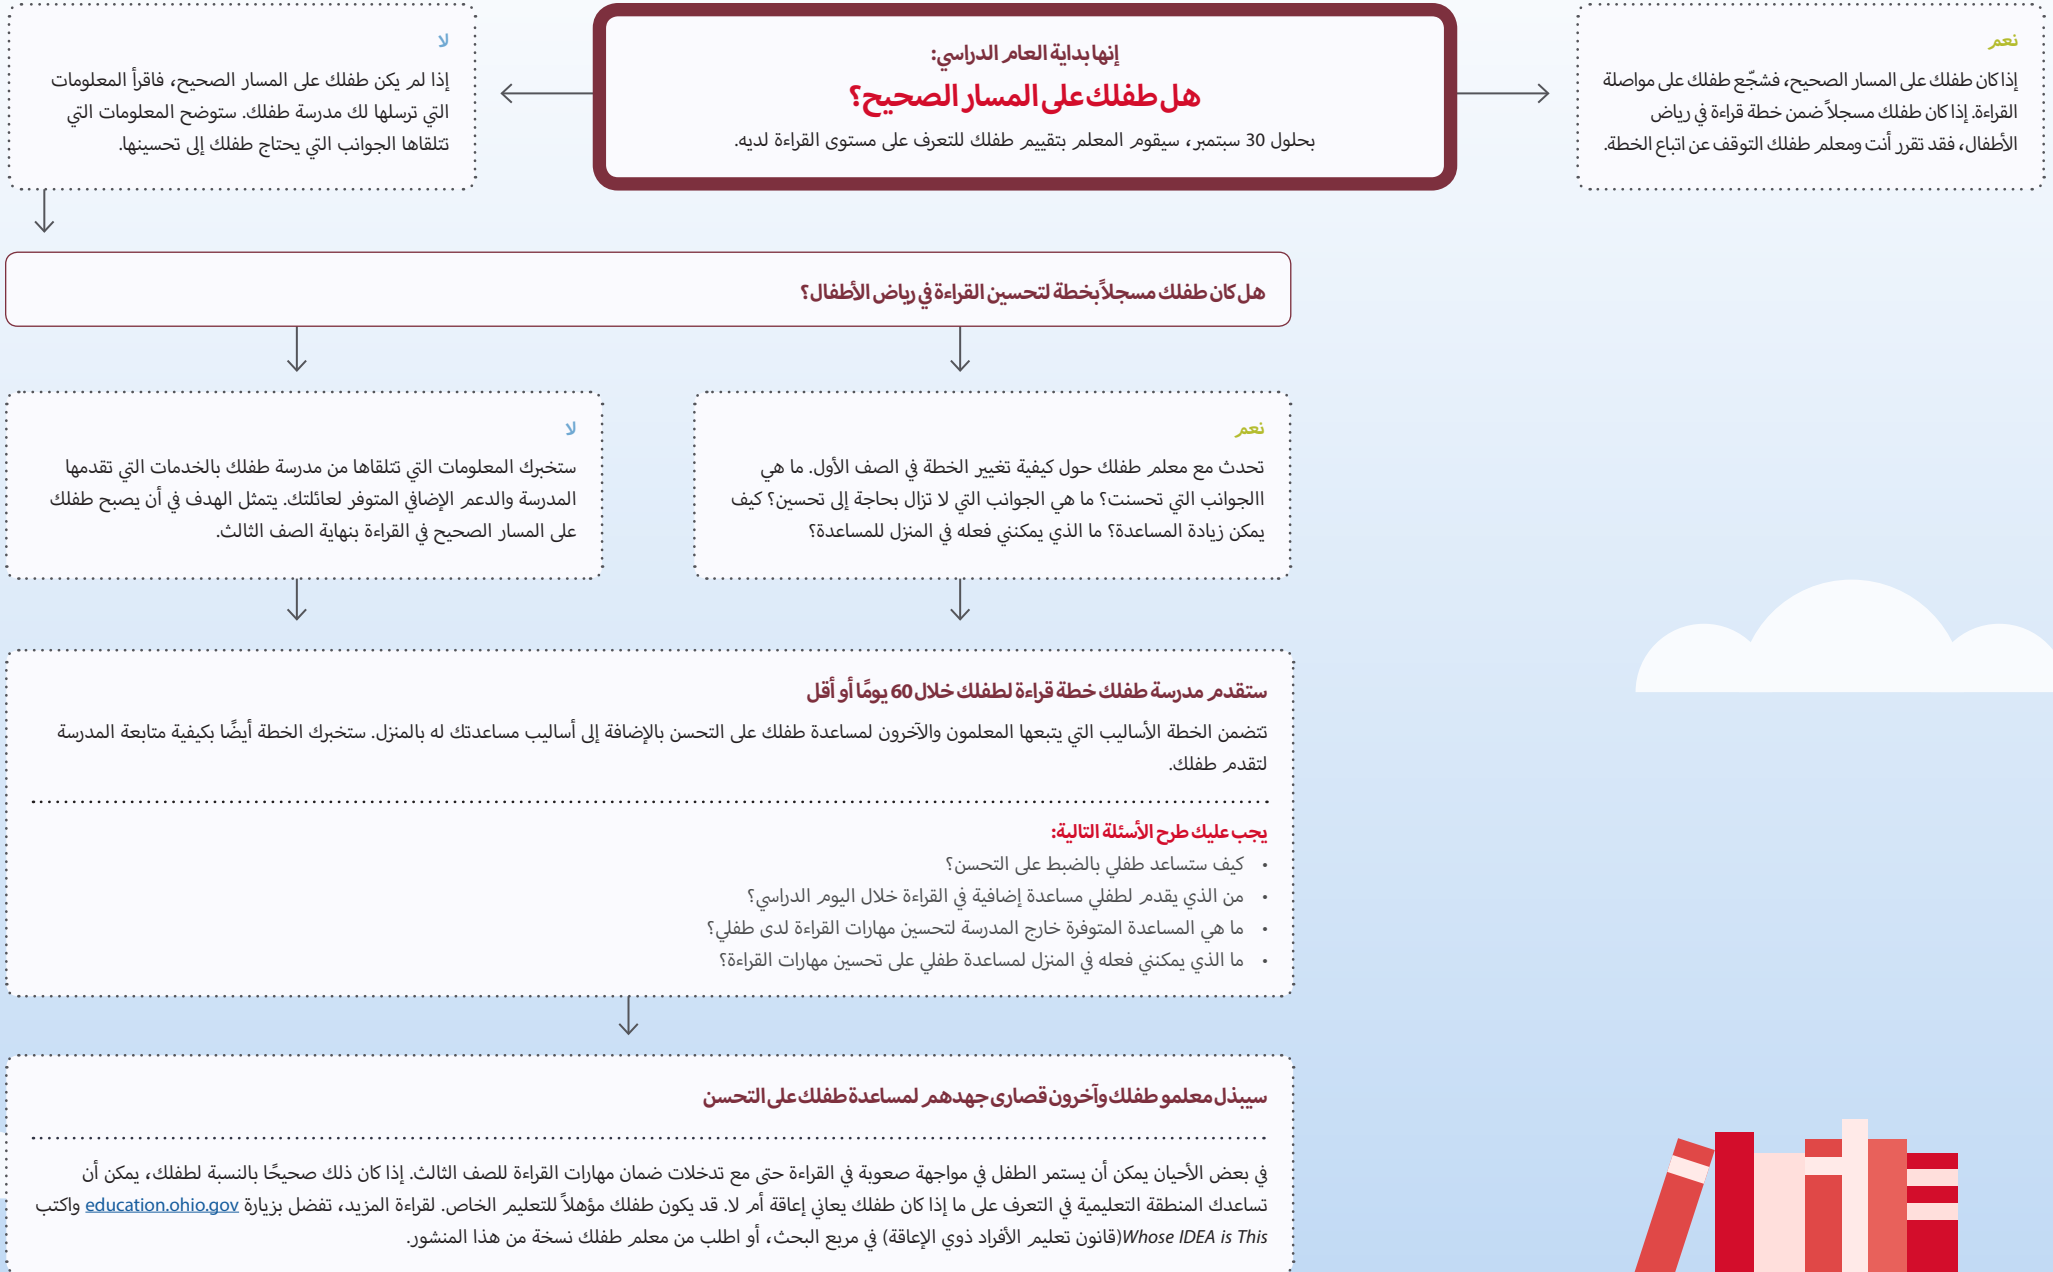 إنها بداية العام الدراسي:
هل طفلك على المسار الصحيح؟
بحلول 30 سبتمبر، سيقوم المعلم بتقييم طفلك للتعرف على مستوى القراءة لديه.
نعم
إذا كان طفلك على المسار الصحيح، فشجّع طفلك على مواصلة
القراءة. إذا كان طفلك مسجلاً ضمن خطة قراءة في رياض
الأطفال، فقد تقرر أنت ومعلم طفلك التوقف عن اتباع الخطة.
لا
إذا لم يكن طفلك على المسار الصحيح، فاقرأ المعلومات
التي ترسلها لك مدرسة طفلك. ستوضح المعلومات التي
تتلقاها الجوانب التي يحتاج طفلك إلى تحسينها.
هل كان طفلك مسجلاً بخطة لتحسين القراءة في رياض الأطفال؟
نعم
تحدث مع معلم طفلك حول كيفية تغيير الخطة في الصف الأول. ما هي
االجوانب التي تحسنت؟ ما هي الجوانب التي لا تزال بحاجة إلى تحسين؟ كيف
يمكن زيادة المساعدة؟ ما الذي يمكنني فعله في المنزل للمساعدة؟
لا
ستخبرك المعلومات التي تتلقاها من مدرسة طفلك بالخدمات التي تقدمها
المدرسة والدعم الإضافي المتوفر لعائلتك. يتمثل الهدف في أن يصبح طفلك
على المسار الصحيح في القراءة بنهاية الصف الثالث.
ستقدم مدرسة طفلك خطة قراءة لطفلك خلال 60 يومًا أو أقل
تتضمن الخطة الأساليب التي يتبعها المعلمون والآخرون لمساعدة طفلك على التحسن بالإضافة إلى أساليب مساعدتك له بالمنزل. ستخبرك الخطة أيضًا بكيفية متابعة المدرسة
لتقدم طفلك.
يجب عليك طرح الأسئلة التالية:
• كيف ستساعد طفلي بالضبط على التحسن؟
• من الذي يقدم لطفلي مساعدة إضافية في القراءة خلال اليوم الدراسي؟
• ما هي المساعدة المتوفرة خارج المدرسة لتحسين مهارات القراءة لدى طفلي؟
• ما الذي يمكنني فعله في المنزل لمساعدة طفلي على تحسين مهارات القراءة؟
سيبذل معلمو طفلك وآخرون قصارى جهدهم لمساعدة طفلك على التحسن
في بعض الأحيان يمكن أن يستمر الطفل في مواجهة صعوبة في القراءة حتى مع تدخلات ضمان مهارات القراءة للصف الثالث. إذا كان ذلك صحيحًا بالنسبة لطفلك، يمكن أن
تساعدك المنطقة التعليمية في التعرف على ما إذا كان طفلك يعاني إعاقة أم لا. قد يكون طفلك مؤهلاً للتعليم الخاص. لقراءة المزيد، تفضل بزيارة education.ohio.gov واكتب
Whose IDEA is This(قانون تعليم الأفراد ذوي الإعاقة) في مربع البحث، أو اطلب من معلم طفلك نسخة من هذا المنشور.